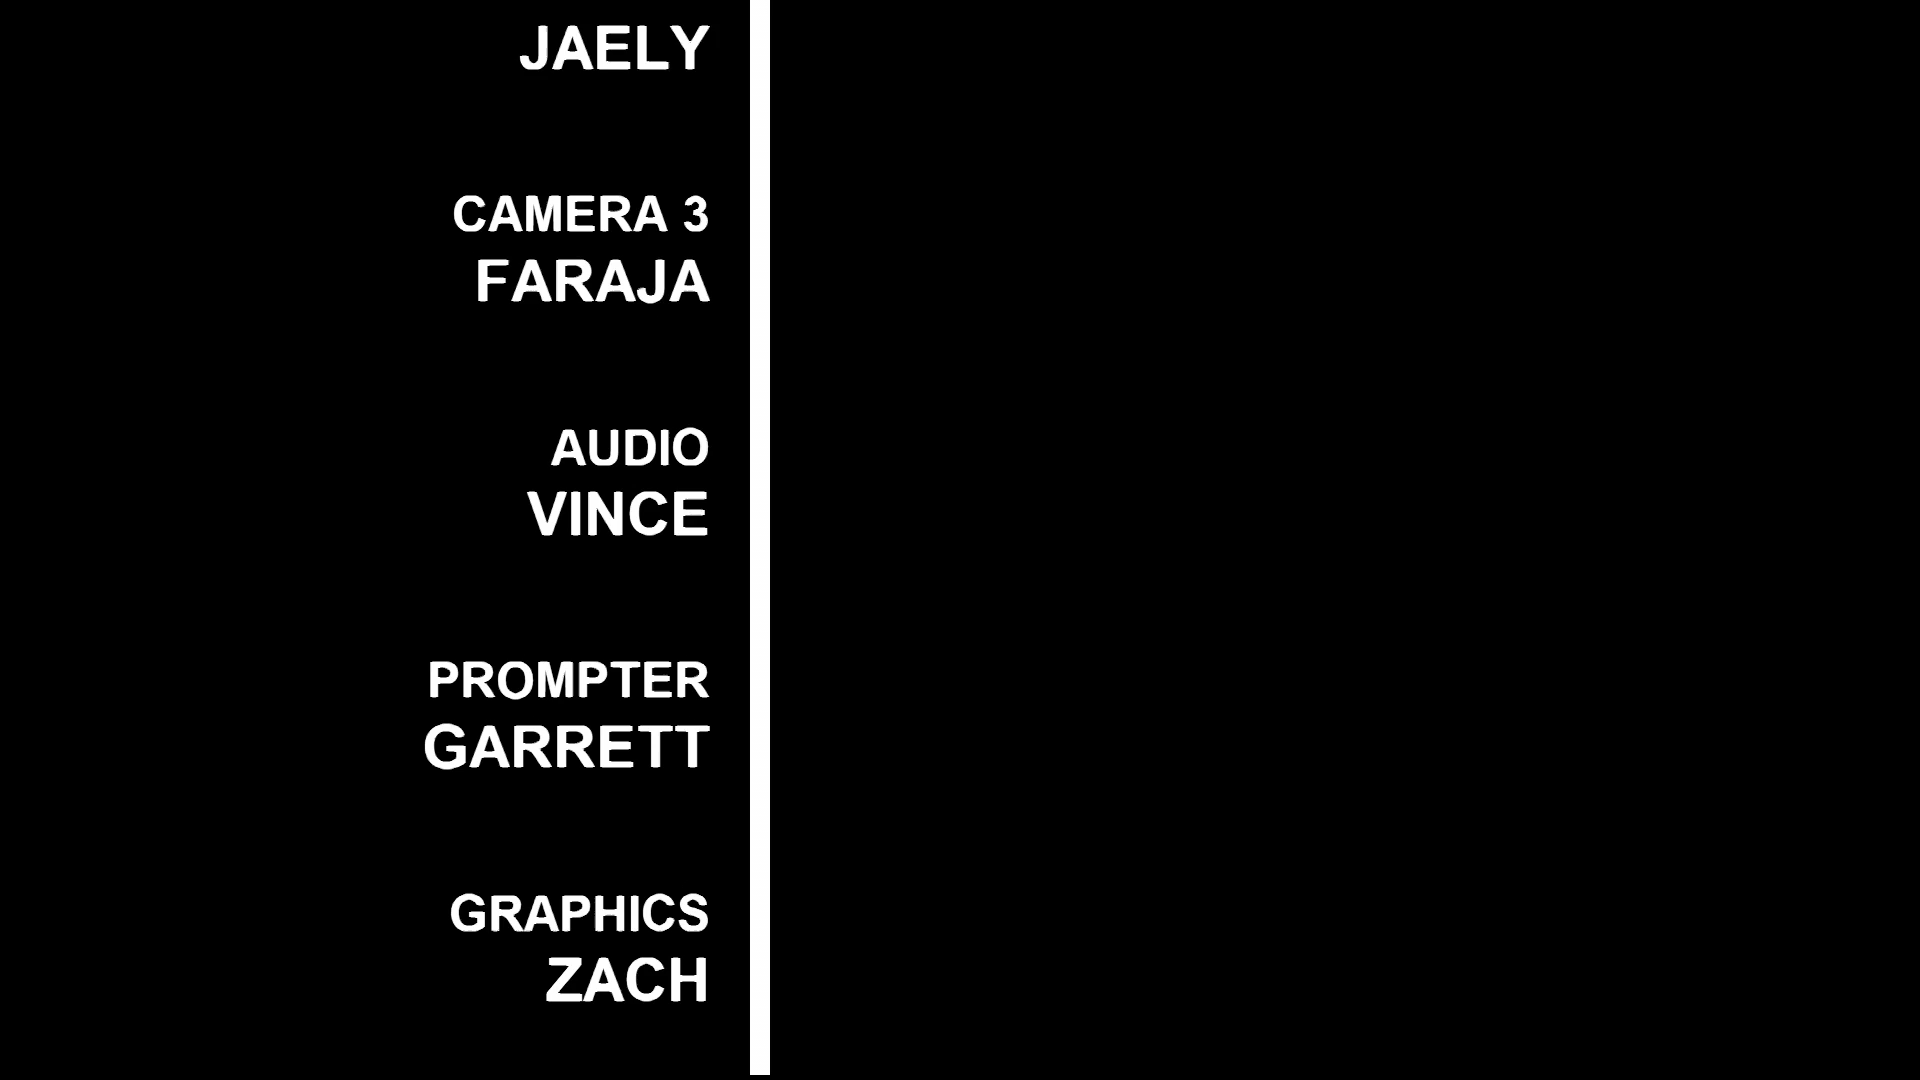 JAELY
CAMERA 3
FARAJA
AUDIO
VINCE
PROMPTER
GARRETT
GRAPHICS
ZACH